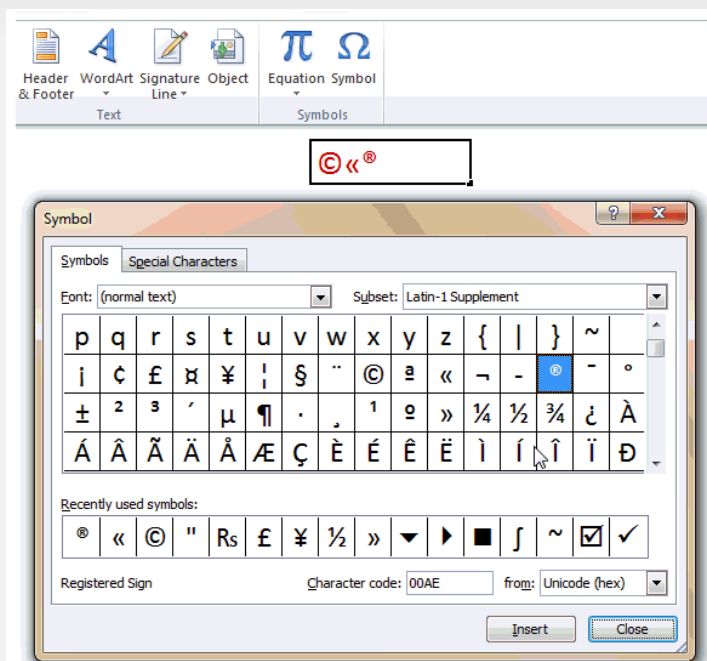 Header & Footer
WordArt
Signature Line
Object
Equation
Symbol
Text
Symbols
©«®
Symbol
?
X
Symbols
Special Characters
Font: (normal text)
Subset: Latin-1 Supplement
p q r s t u v w x y z { | } ~
¡ ¢ £ ¤ ¥ ¦ § ¨ © ª « ¬ - ® ¯ °
± ² ³ ´ µ ¶ · ¸ ¹ º » ¼ ½ ¾ ¿ À
Á Â Ã Ä Å Æ Ç È É Ê Ë Ì Í Î Ï Đ
Recently used symbols:
® « © " ₨ £ ¥ ½ » ▼ ▶ ■ ∫ ~ ☑ ✓
Registered Sign
Character code: 00AE
from: Unicode (hex)
Insert
Close